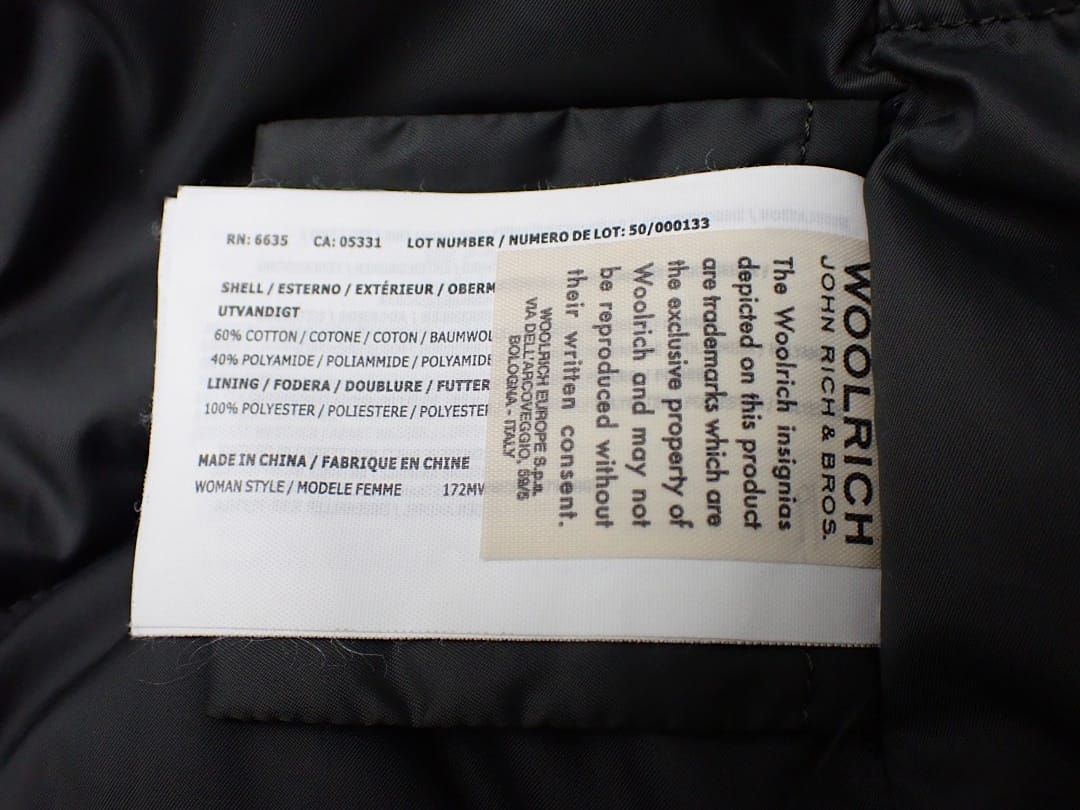 RN: 6635 CA: 05331 LOT NUMBER / NUMERO DE LOT: 50/000133
SHELL / ESTERNO / EXTÉRIEUR / OBERM
UTVANDIGT
60% COTTON / COTONE / COTON / BAUMWOL
40% POLYAMIDE / POLIAMMIDE / POLYAMIDE
LINING / FODERA / DOUBLURE / FUTTER
100% POLYESTER / POLIESTERE / POLYESTER
MADE IN CHINA / FABRIQUE EN CHINE
WOMAN STYLE / MODELE FEMME 172MW
WOOLRICH
JOHN RICH & BROS.
The Woolrich insignias
depicted on this product
are trademarks which are
the exclusive property of
Woolrich and may not
be reproduced without
their written consent.
WOOLRICH EUROPE S.p.a.
VIA DELL'ARCOVEGGIO, 59/5
BOLOGNA - ITALY